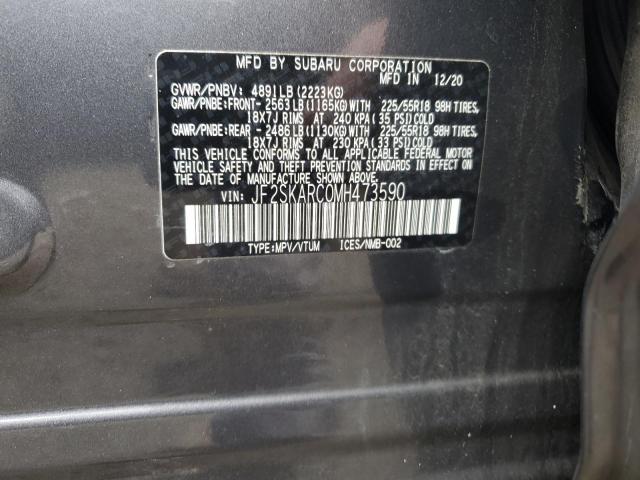 MFD BY SUBARU CORPORATION
MFD IN 12/20
GVWR/PNBV: 4891LB(2223KG)
GAWR/PNBE:FRONT- 2563LB(1165KG)WITH 225/55R18 98H TIRES,
18X7J RIMS AT 240 KPA(35 PSI)COLD
GAWR/PNBE:REAR - 2486LB(1130KG)WITH 225/55R18 98H TIRES,
18X7J RIMS AT 230 KPA(33 PSI)COLD
THIS VEHICLE CONFORMS TO ALL APPLICABLE FEDERAL MOTOR
VEHICLE SAFETY AND THEFT PREVENTION STANDARDS IN EFFECT ON
THE DATE OF MANUFACTURE SHOWN ABOVE.
VIN: JF2SKARC0MH473590
TYPE:MPV/VTUM ICES/NMB-002